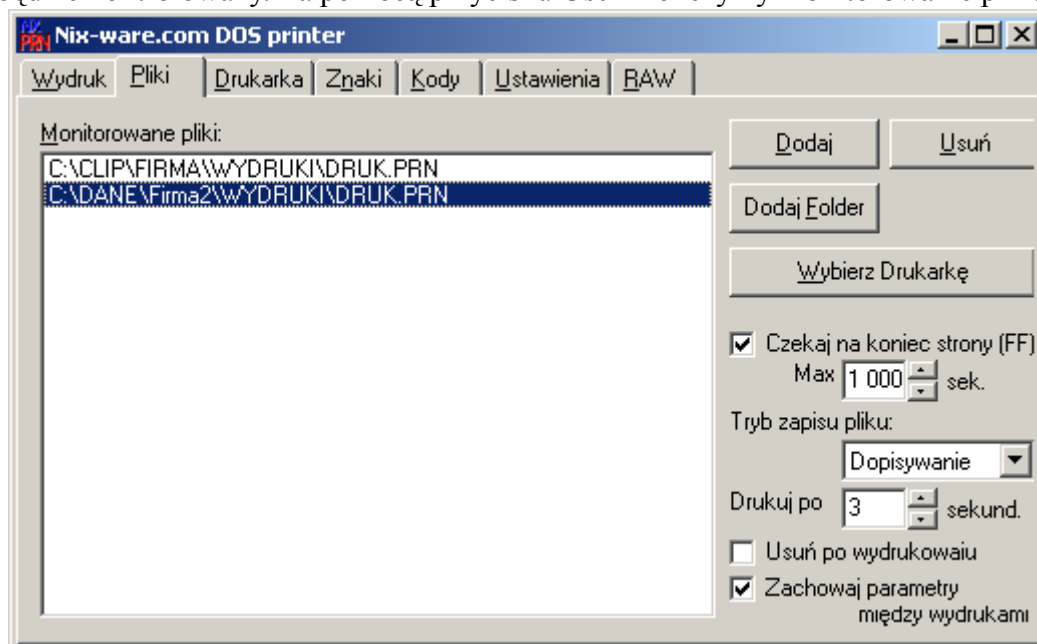 Nix-ware.com DOS printer
Wydruk Pliki Drukarka Znaki Kody Ustawienia RAW
Monitorowane pliki:
C:\CLIP\FIRMA\WYDRUKI\DRUK.PRN
C:\DANE\Firma2\WYDRUKI\DRUK.PRN
Dodaj Usuń
Dodaj Folder
Wybierz Drukarkę
Czekaj na koniec strony (FF)
Max 1 000 sek.
Tryb zapisu pliku:
Dopisywanie
Drukuj po 3 sekund.
Usuń po wydrukowaiu
Zachowaj parametry
między wydrukami